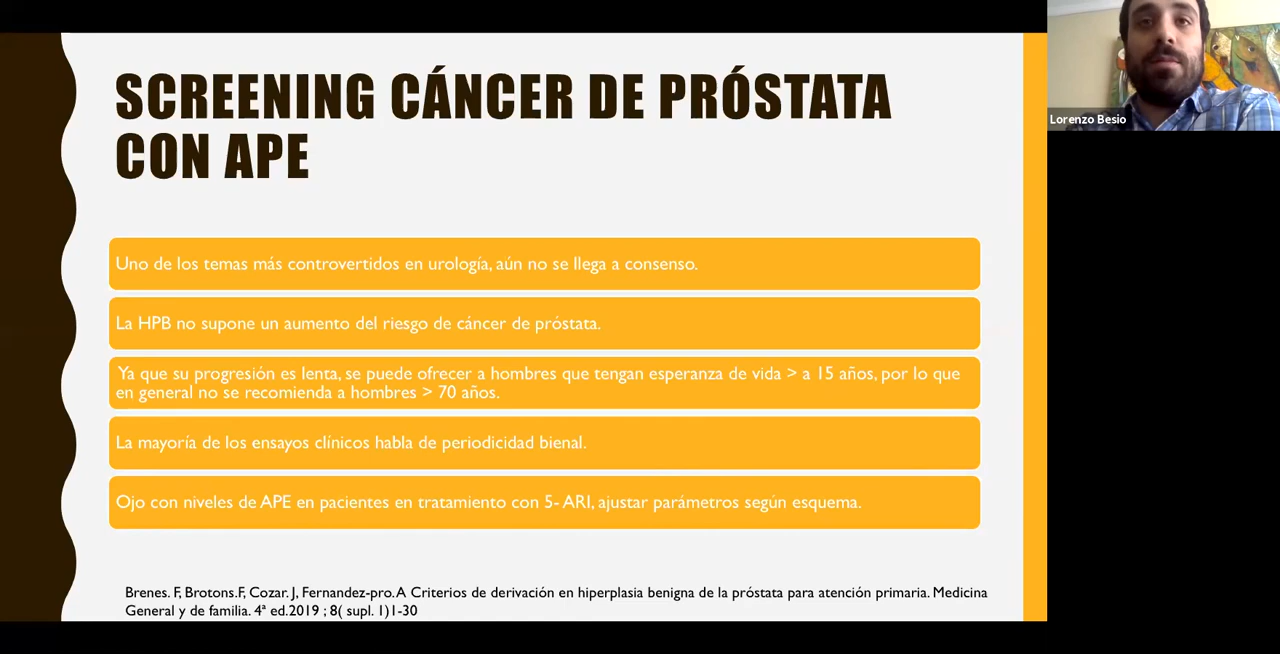 SCREENING CÁNCER DE PRÓSTATA
CON APE
Lorenzo Besio
Uno de los temas más controvertidos en urología, aún no se llega a consenso.
La HPB no supone un aumento del riesgo de cáncer de próstata.
Ya que su progresión es lenta, se puede ofrecer a hombres que tengan esperanza de vida > a 15 años, por lo que
en general no se recomienda a hombres > 70 años.
La mayoría de los ensayos clínicos habla de periodicidad bienal.
Ojo con niveles de APE en pacientes en tratamiento con 5- ARI, ajustar parámetros según esquema.
Brenes. F, Brotons.F, Cozar. J, Fernandez-pro. A Criterios de derivación en hiperplasia benigna de la próstata para atención primaria. Medicina
General y de familia. 4ª ed.2019 ; 8( supl. 1)1-30